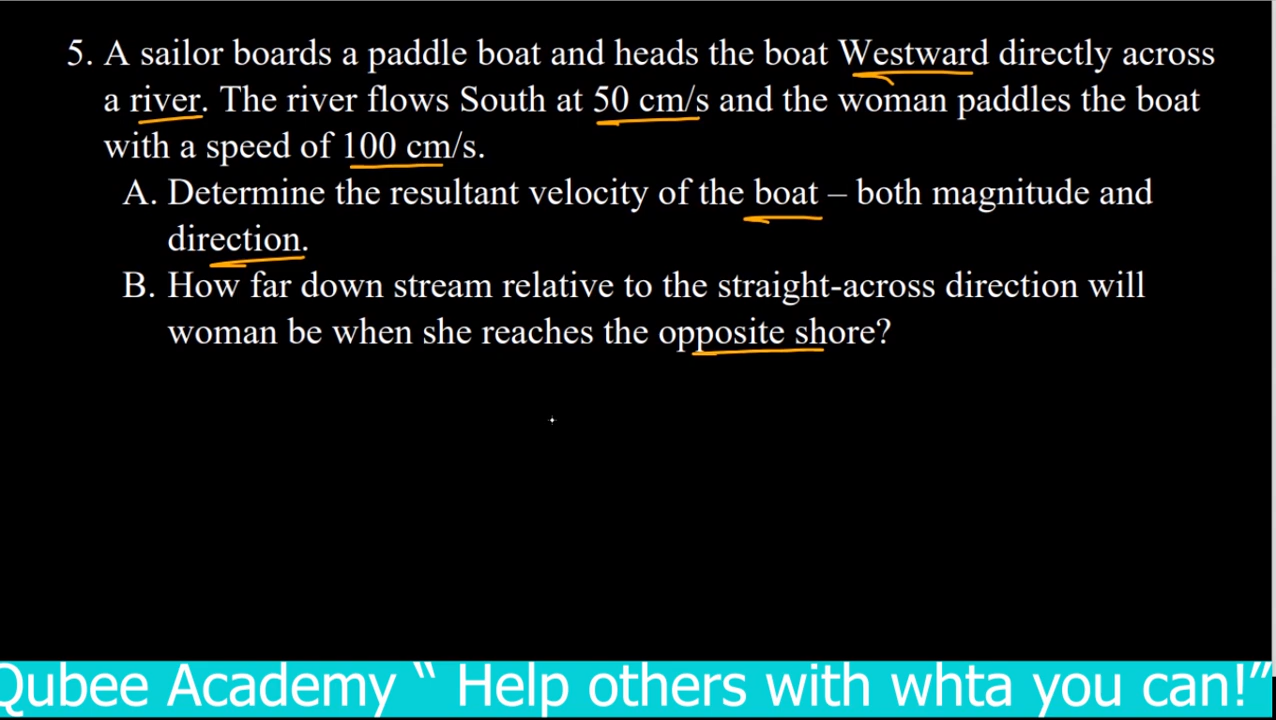 5. A sailor boards a paddle boat and heads the boat Westward directly across
a river. The river flows South at 50 cm/s and the woman paddles the boat
with a speed of 100 cm/s.
A. Determine the resultant velocity of the boat – both magnitude and
direction.
B. How far down stream relative to the straight-across direction will
woman be when she reaches the opposite shore?
Qubee Academy “ Help others with whta you can!”